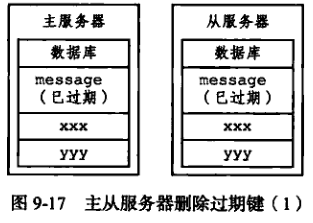 主服务器
数据库
message
（已过期）
xxx
yyy
从服务器
数据库
message
（已过期）
xxx
yyy
图 9-17 主从服务器删除过期键（1）